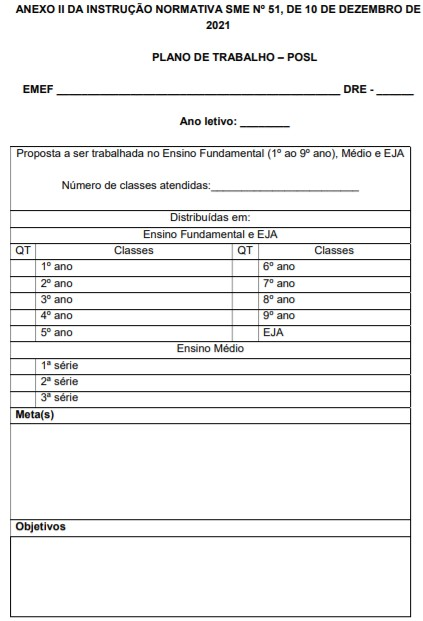 ANEXO II DA INSTRUÇÃO NORMATIVA SME Nº 51, DE 10 DE DEZEMBRO DE
2021
PLANO DE TRABALHO – POSL
EMEF ______________________________________________ DRE - ______
Ano letivo: ________
Proposta a ser trabalhada no Ensino Fundamental (1º ao 9º ano), Médio e EJA
Número de classes atendidas:________________________
Distribuídas em:
Ensino Fundamental e EJA
QT Classes QT Classes
1º ano 6º ano
2º ano 7º ano
3º ano 8º ano
4º ano 9º ano
5º ano EJA
Ensino Médio
1ª série
2ª série
3ª série
Meta(s)
Objetivos